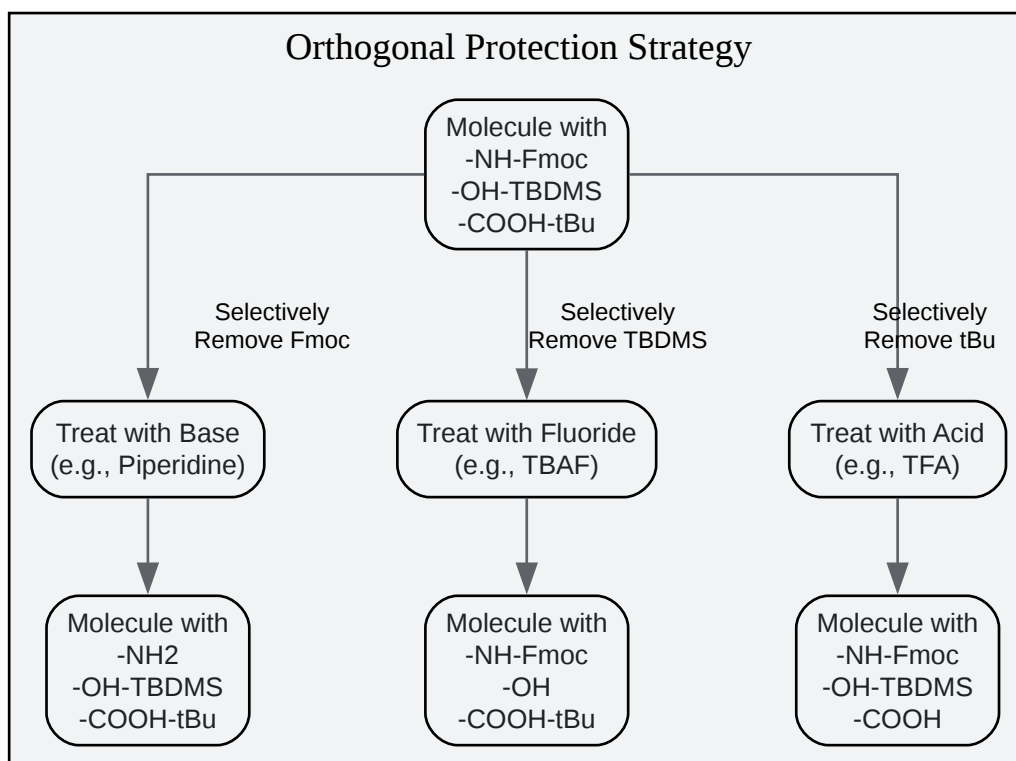 Orthogonal Protection Strategy
Molecule with
-NH-Fmoc
-OH-TBDMS
-COOH-tBu
Selectively
Remove Fmoc
Selectively
Remove TBDMS
Selectively
Remove tBu
Treat with Base
(e.g., Piperidine)
Treat with Fluoride
(e.g., TBAF)
Treat with Acid
(e.g., TFA)
Molecule with
-NH2
-OH-TBDMS
-COOH-tBu
Molecule with
-NH-Fmoc
-OH
-COOH-tBu
Molecule with
-NH-Fmoc
-OH-TBDMS
-COOH